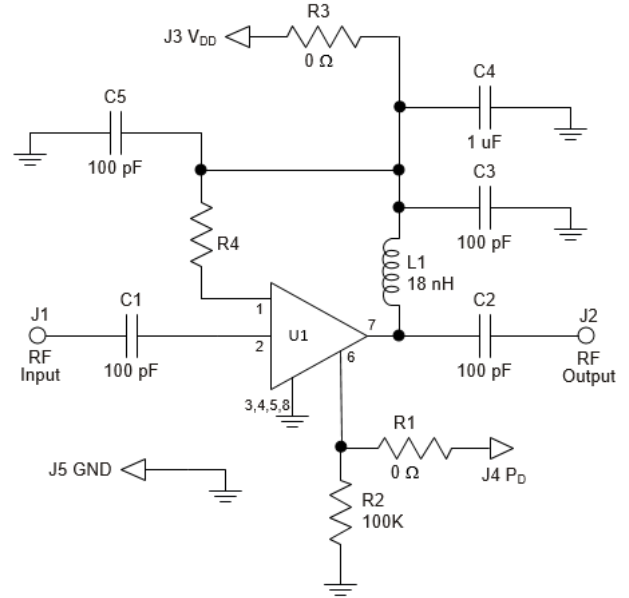 R3
J3 V_DD
0 Ω
C4
C5
1 uF
100 pF
C3
R4
100 pF
L1
18 nH
C1
C2
J1
1
U1
7
J2
2
6
RF
Input
100 pF
100 pF
RF
Output
3,4,5,8
R1
J5 GND
0 Ω
J4 P_D
R2
100K